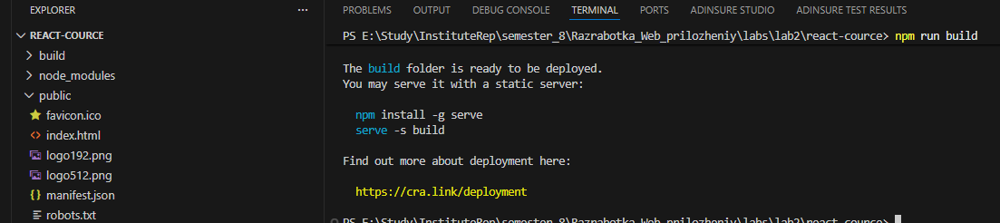 EXPLORER
REACT-COURCE
build
node_modules
public
favicon.ico
index.html
logo192.png
logo512.png
manifest.json
robots.txt
PROBLEMS OUTPUT DEBUG CONSOLE TERMINAL PORTS ADINSURE STUDIO ADINSURE TEST RESULTS
PS E:\Study\InstituteRep\semester_8\Razrabotka_Web_prilozheniy\labs\lab2\react-cource> npm run build
The build folder is ready to be deployed.
You may serve it with a static server:
npm install -g serve
serve -s build
Find out more about deployment here:
https://cra.link/deployment
PS E:\Study\InstituteRep\semester_8\Razrabotka_Web_prilozheniy\labs\lab2\react-cource>